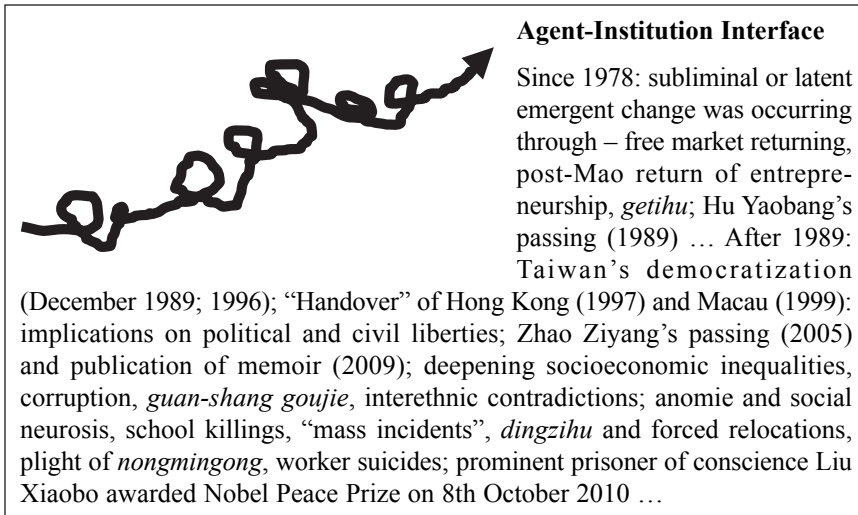 Agent-Institution Interface
Since 1978: subliminal or latent
emergent change was occurring
through – free market returning,
post-Mao return of entrepre-
neurship, getihu; Hu Yaobang’s
passing (1989) … After 1989:
Taiwan’s democratization
(December 1989; 1996); “Handover” of Hong Kong (1997) and Macau (1999):
implications on political and civil liberties; Zhao Ziyang’s passing (2005)
and publication of memoir (2009); deepening socioeconomic inequalities,
corruption, guan-shang goujie, interethnic contradictions; anomie and social
neurosis, school killings, “mass incidents”, dingzihu and forced relocations,
plight of nongmingong, worker suicides; prominent prisoner of conscience Liu
Xiaobo awarded Nobel Peace Prize on 8th October 2010 …